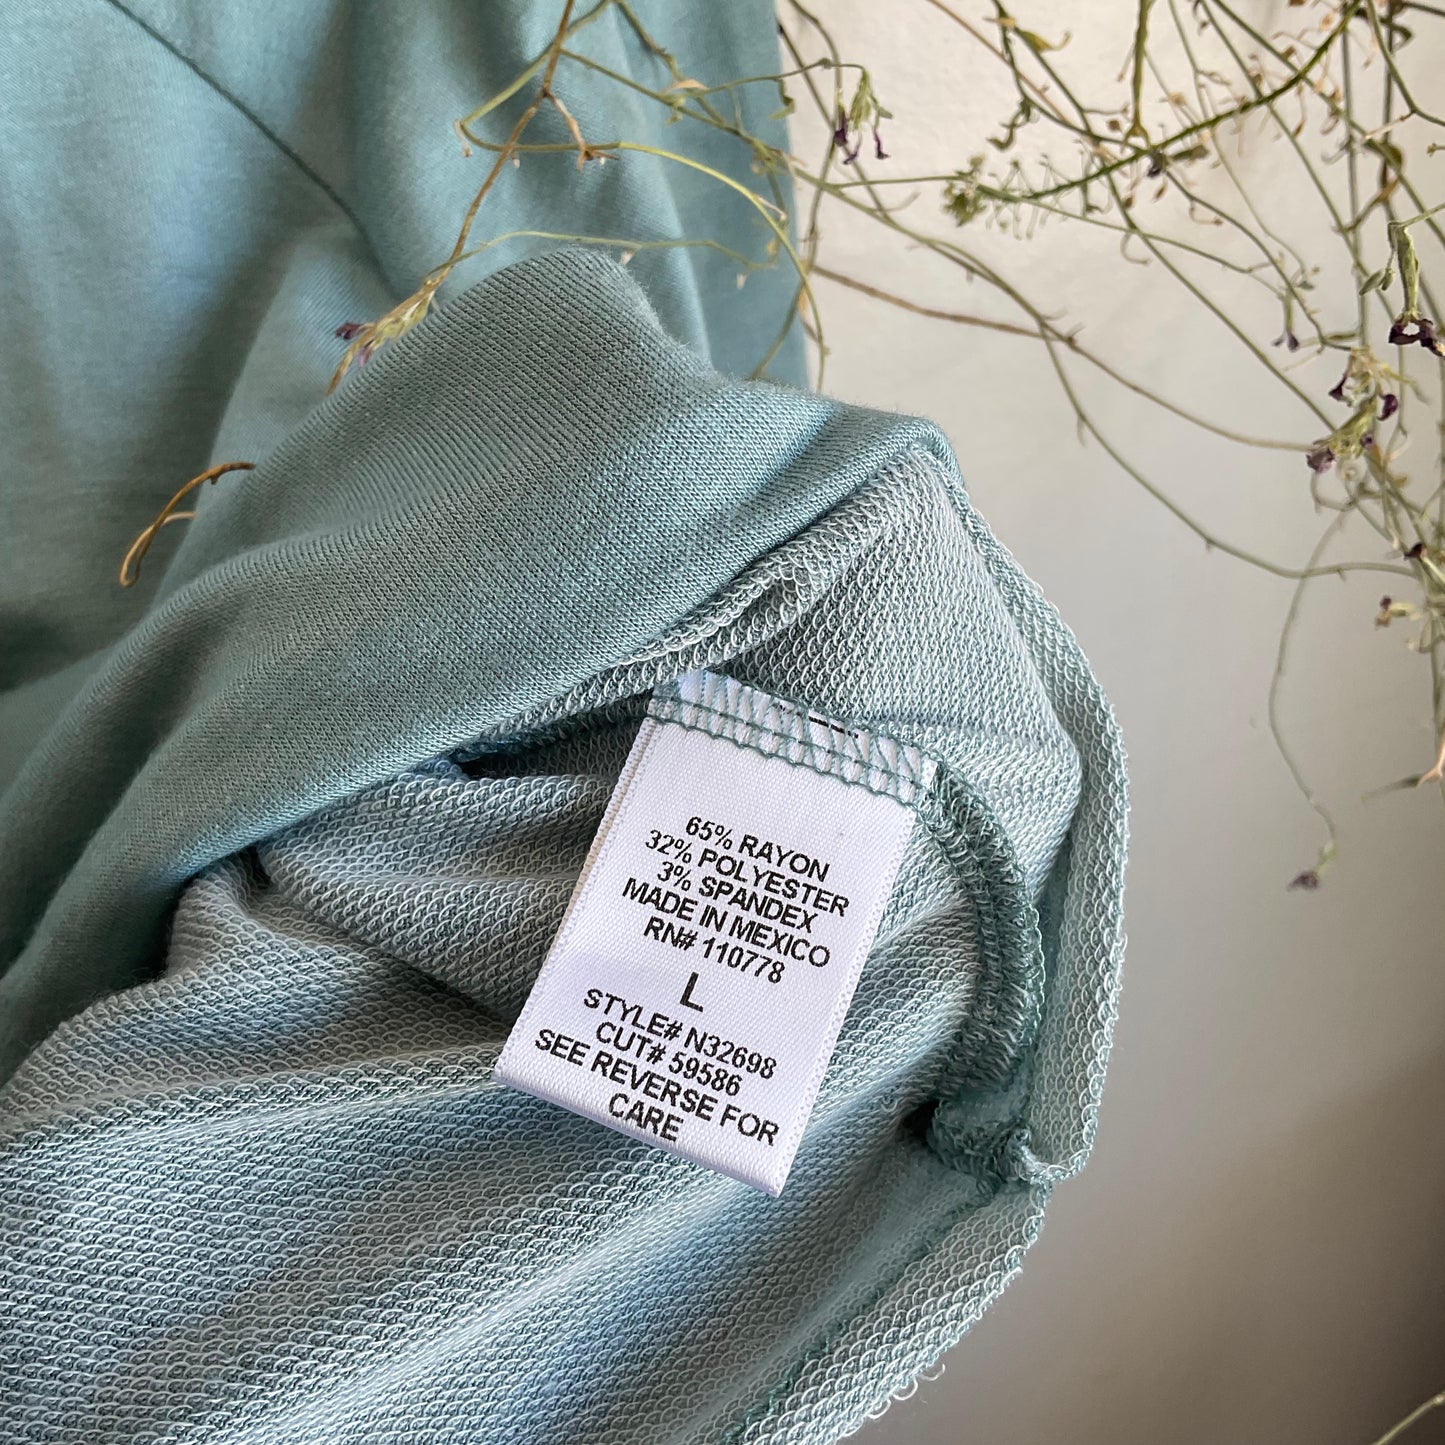 65% RAYON
32% POLYESTER
3% SPANDEX
MADE IN MEXICO
RN# 110778
L
STYLE# N32698
CUT# 59586
SEE REVERSE FOR
CARE